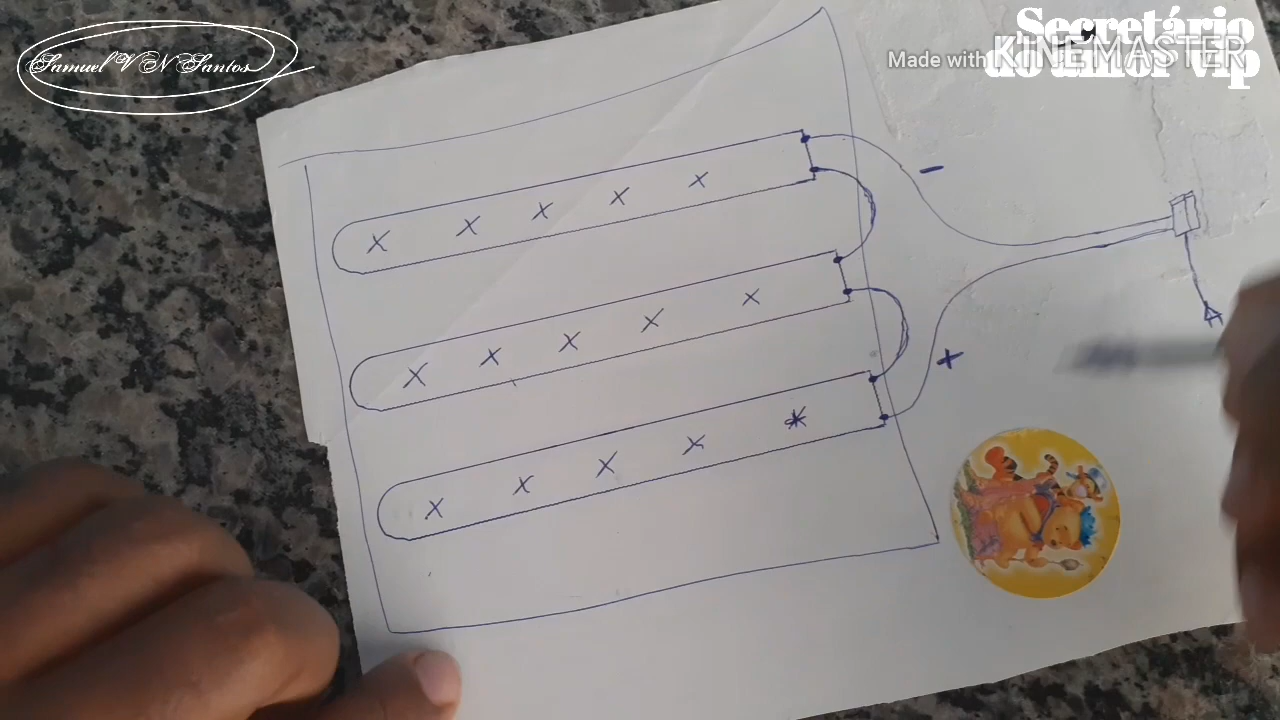 Samuel V N Santos
Secretário
do amor vip
Made with KINEMASTER
-
+
x x x x x
x x x x x
x x x x